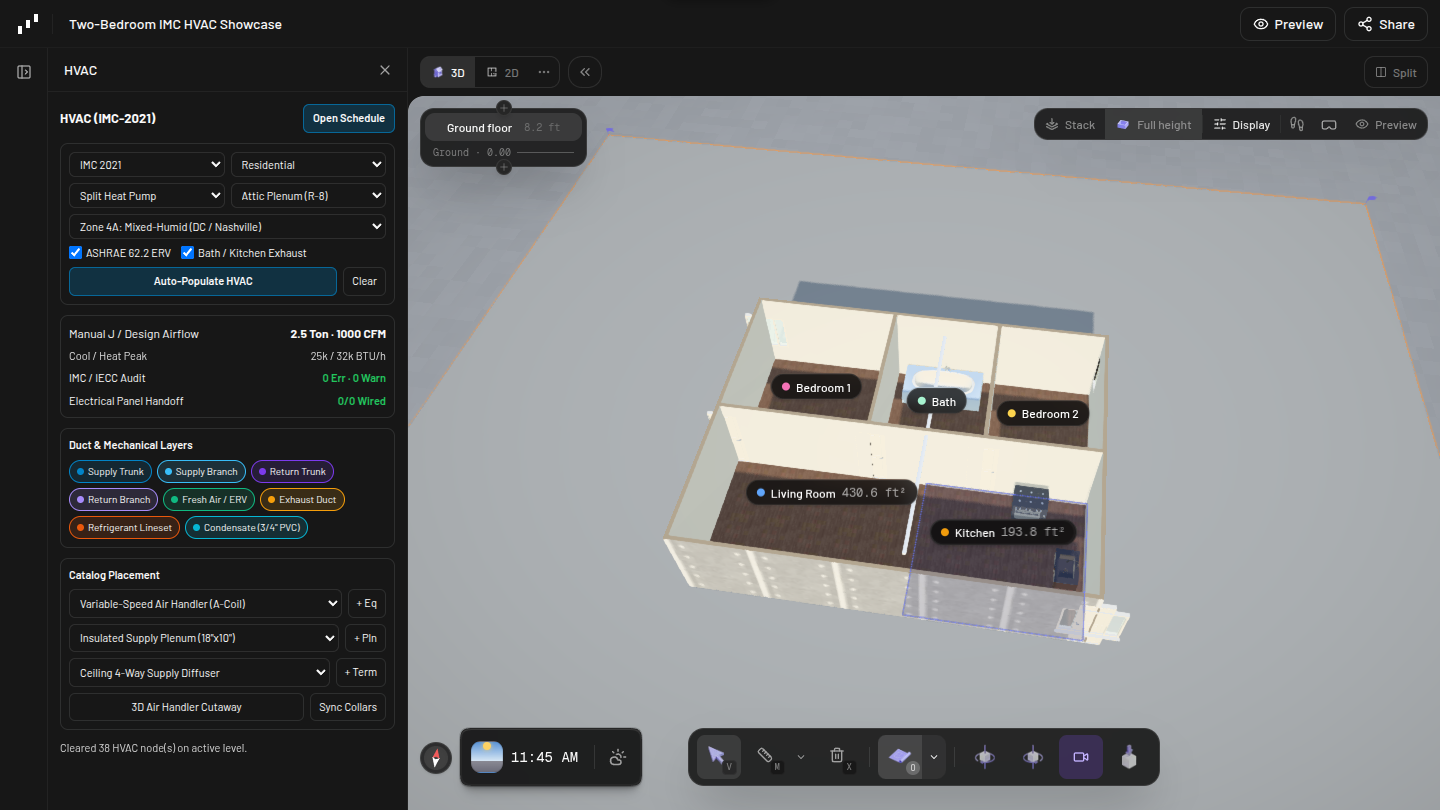 Two-Bedroom IMC HVAC Showcase
Preview
Share
HVAC
3D
2D
Split
HVAC (IMC-2021)
Open Schedule
IMC 2021
Residential
Split Heat Pump
Attic Plenum (R-8)
Zone 4A: Mixed-Humid (DC / Nashville)
ASHRAE 62.2 ERV
Bath / Kitchen Exhaust
Auto-Populate HVAC
Clear
Manual J / Design Airflow
2.5 Ton · 1000 CFM
Cool / Heat Peak
25k / 32k BTU/h
IMC / IECC Audit
0 Err · 0 Warn
Electrical Panel Handoff
0/0 Wired
Duct & Mechanical Layers
Supply Trunk
Supply Branch
Return Trunk
Return Branch
Fresh Air / ERV
Exhaust Duct
Refrigerant Lineset
Condensate (3/4" PVC)
Catalog Placement
Variable-Speed Air Handler (A-Coil)
+ Eq
Insulated Supply Plenum (18"x10")
+ Pln
Ceiling 4-Way Supply Diffuser
+ Term
3D Air Handler Cutaway
Sync Collars
Cleared 38 HVAC node(s) on active level.
Ground floor 8.2 ft
Ground · 0.00
Stack
Full height
Display
Preview
Bedroom 1
Bath
Bedroom 2
Living Room 430.6 ft²
Kitchen 193.8 ft²
11:45 AM
V
M
X
0